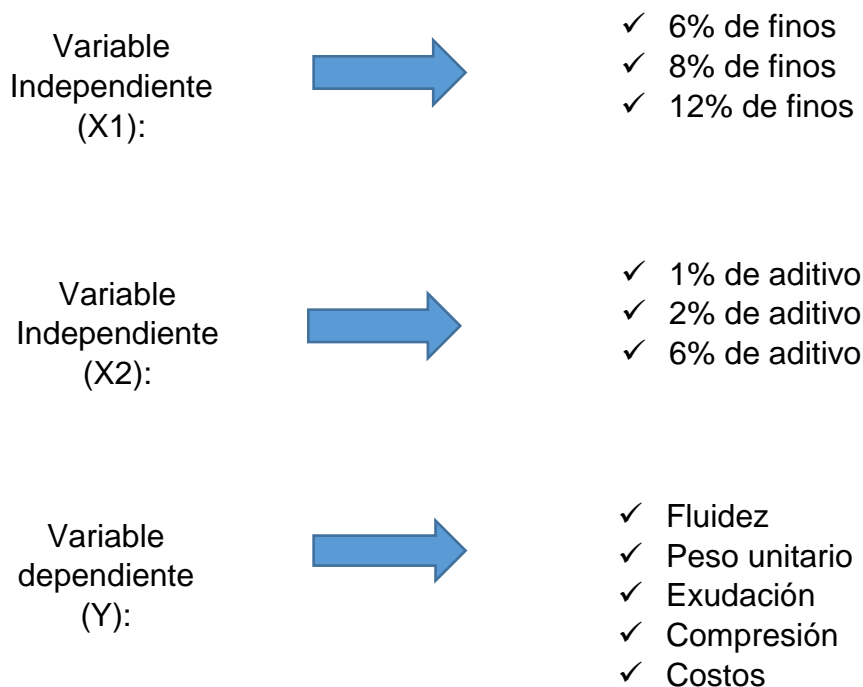 Variable
Independiente
(X1):
✓ 6% de finos
✓ 8% de finos
✓ 12% de finos
Variable
Independiente
(X2):
✓ 1% de aditivo
✓ 2% de aditivo
✓ 6% de aditivo
Variable
dependiente
(Y):
✓ Fluidez
✓ Peso unitario
✓ Exudación
✓ Compresión
✓ Costos